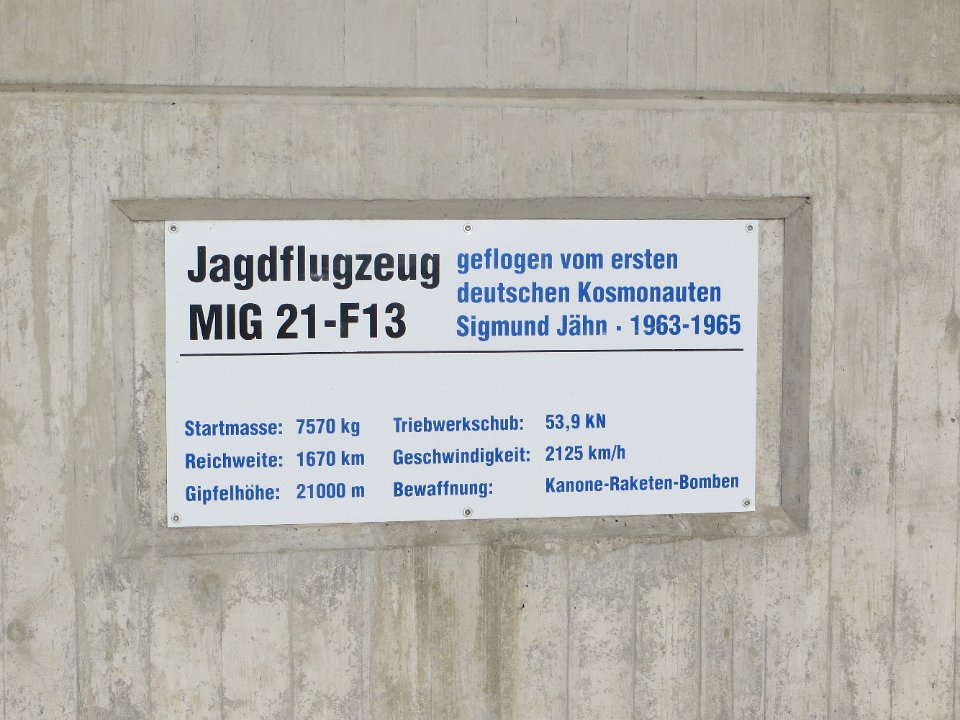 Jagdflugzeug
MIG 21-F13
geflogen vom ersten
deutschen Kosmonauten
Sigmund Jähn · 1963-1965
Startmasse: 7570 kg
Reichweite: 1670 km
Gipfelhöhe: 21000 m
Triebwerkschub: 53,9 KN
Geschwindigkeit: 2125 km/h
Bewaffnung: Kanone-Raketen-Bomben